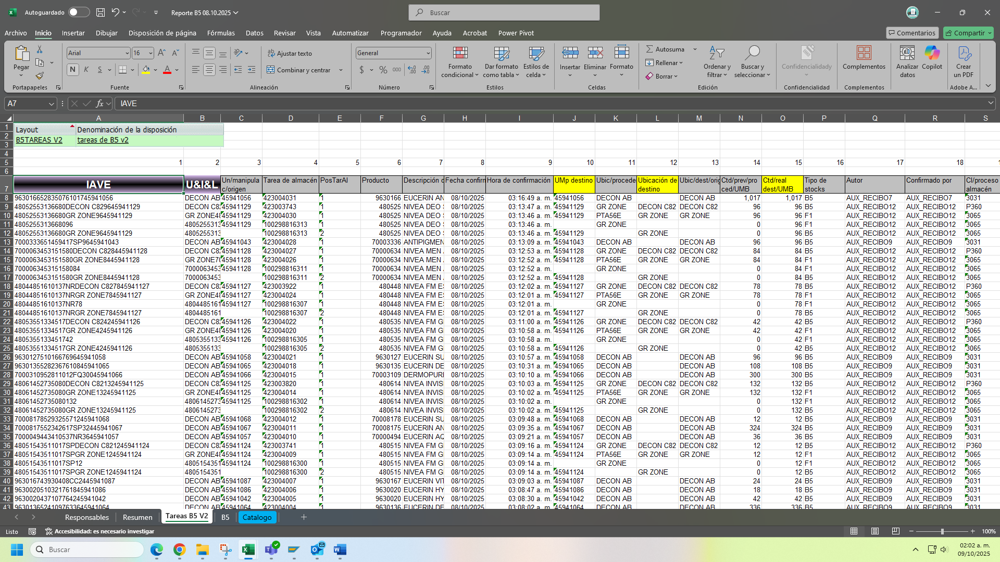 Autoguardado Reporte B5 08.10.2025 Buscar
Archivo Inicio Insertar Dibujar Disposición de página Fórmulas Datos Revisar Vista Automatizar Programador Ayuda Acrobat Power Pivot Comentarios Compartir
Pegar Arial 16 Ajustar texto General Autosuma
N K S Combinar y centrar $ % 000 Formato condicional Dar formato como tabla Estilos de celda Insertar Eliminar Formato Rellenar Borrar Ordenar y filtrar Buscar y seleccionar Confidencialidady Complementos Analizar datos Copilot Crear un PDF
Portapapeles Fuente Alineación Número Estilos Celdas Edición Confidencialidad Complementos Adobe A...
A7 fx IAVE
A B C D E F G H I J K L M N O P Q R S
1 Layout Denominación de la disposición
2 B5TAREAS V2 tareas de B5 v2
3
4
5 1 2 3 4 5 6 7 8 9 10 11 12 13 14 15 16 17 18
6
7 IAVE U&I&L Un/manipula c/origen Tarea de almacén PosTarAl Producto Descripción Fecha confirm Hora de confirmación UMp destino Ubic/procede Ubicación de destino Ubic/dest/orig Ctd/prev/pro ced/UMB Ctd/real dest/UMB Tipo de stocks Autor Confirmado por Cl/proceso almacén
8 963016652835076101745941056 DECON AB 45941056 423004031 1 9630166 EUCERIN AN 08/10/2025 03:16:49 a. m. 45941056 DECON AB DECON AB 1,017 1,017 B5 AUX_RECIBO7 AUX_RECIBO7 3031
9 48052553136680DECON C829645941129 DECON C8 45941129 423003743 1 480525 NIVEA DEO 08/10/2025 03:13:47 a. m. 45941129 GR ZONE DECON C82 DECON C82 96 96 B5 AUX_RECIBO12 AUX_RECIBO12 P360
10 48052553136680GR ZONE9645941129 GR ZONE4 45941129 423004030 1 480525 NIVEA DEO 08/10/2025 03:13:46 a. m. 45941129 PTA56E GR ZONE GR ZONE 96 96 F1 AUX_RECIBO12 AUX_RECIBO12 3065
11 4805255313668096 4805255313 45941129 100298816313 1 480525 NIVEA DEO 08/10/2025 03:13:46 a. m. GR ZONE 0 96 F1 AUX_RECIBO12 AUX_RECIBO12 3065
12 48052553136680GR ZONE9645941129 4805255313 100298816313 2 480525 NIVEA DEO 08/10/2025 03:13:46 a. m. 45941129 GR ZONE 0 96 B5 AUX_RECIBO12 AUX_RECIBO12 3065
13 7000333651459417SP9645941043 DECON AB 45941043 423004028 1 70003336 ANTIPIGMEN 08/10/2025 03:13:09 a. m. 45941043 DECON AB DECON AB 96 96 B5 AUX_RECIBO9 AUX_RECIBO9 3031
14 7000063453151580DECON C828445941128 DECON C8 45941128 423004027 1 70000634 NIVEA MEN 08/10/2025 03:12:53 a. m. 45941128 GR ZONE DECON C82 DECON C82 84 84 B5 AUX_RECIBO12 AUX_RECIBO12 P360
15 7000063453151580GR ZONE8445941128 GR ZONE7 45941128 423004026 1 70000634 NIVEA MEN 08/10/2025 03:12:52 a. m. 45941128 PTA56E GR ZONE GR ZONE 84 84 F1 AUX_RECIBO12 AUX_RECIBO12 3065
16 700006345315158084 7000063453 45941128 100298816311 1 70000634 NIVEA MEN 08/10/2025 03:12:52 a. m. GR ZONE 0 84 F1 AUX_RECIBO12 AUX_RECIBO12 3065
17 7000063453151580GR ZONE8445941128 7000063453 100298816311 2 70000634 NIVEA MEN 08/10/2025 03:12:52 a. m. 45941128 GR ZONE 0 84 B5 AUX_RECIBO12 AUX_RECIBO12 3065
18 48044851610137NRDECON C827845941127 DECON C8 45941127 423003922 1 480448 NIVEA FM ES 08/10/2025 03:12:02 a. m. 45941127 GR ZONE DECON C82 DECON C82 78 78 B5 AUX_RECIBO12 AUX_RECIBO12 P360
19 48044851610137NRGR ZONE7845941127 GR ZONE4 45941127 423004024 1 480448 NIVEA FM ES 08/10/2025 03:12:01 a. m. 45941127 PTA56E GR ZONE GR ZONE 78 78 F1 AUX_RECIBO12 AUX_RECIBO12 3065
20 48044851610137NR78 4804485161 45941127 100298816307 1 480448 NIVEA FM ES 08/10/2025 03:12:01 a. m. GR ZONE 0 78 F1 AUX_RECIBO12 AUX_RECIBO12 3065
21 48044851610137NRGR ZONE7845941127 4804485161 100298816307 2 480448 NIVEA FM ES 08/10/2025 03:12:01 a. m. 45941127 GR ZONE 0 78 B5 AUX_RECIBO12 AUX_RECIBO12 3065
22 48053551334517DECON C824245941126 DECON C8 45941126 423004022 1 480535 NIVEA FM G 08/10/2025 03:11:00 a. m. 45941126 GR ZONE DECON C82 DECON C82 42 42 B5 AUX_RECIBO12 AUX_RECIBO12 P360
23 48053551334517GR ZONE4245941126 GR ZONE4 45941126 423004020 1 480535 NIVEA FM G 08/10/2025 03:10:58 a. m. 45941126 PTA56E GR ZONE GR ZONE 42 42 F1 AUX_RECIBO12 AUX_RECIBO12 3065
24 4805355133451742 4805355133 45941126 100298816305 1 480535 NIVEA FM G 08/10/2025 03:10:58 a. m. GR ZONE 0 42 F1 AUX_RECIBO12 AUX_RECIBO12 3065
25 48053551334517GR ZONE4245941126 4805355133 100298816305 2 480535 NIVEA FM G 08/10/2025 03:10:58 a. m. 45941126 GR ZONE 0 42 B5 AUX_RECIBO12 AUX_RECIBO12 3065
26 9630127510166769645941058 DECON AB 45941058 423004021 1 9630127 EUCERIN SU 08/10/2025 03:10:57 a. m. 45941058 DECON AB DECON AB 96 96 B5 AUX_RECIBO9 AUX_RECIBO9 3031
27 96301355282367610845941065 DECON AB 45941065 423004018 1 9630135 EUCERIN DE 08/10/2025 03:10:31 a. m. 45941065 DECON AB DECON AB 108 108 B5 AUX_RECIBO9 AUX_RECIBO9 3031
28 7000310952811012FQ30045941066 DECON AB 45941066 423004015 1 70003109 DERMOPURI 08/10/2025 03:10:10 a. m. 45941066 DECON AB DECON AB 300 300 B5 AUX_RECIBO9 AUX_RECIBO9 3031
29 48061452735080DECON C8213245941125 DECON C8 45941125 423003820 1 480614 NIVEA INVIS 08/10/2025 03:10:03 a. m. 45941125 GR ZONE DECON C82 DECON C82 132 132 B5 AUX_RECIBO12 AUX_RECIBO12 P360
30 48061452735080GR ZONE13245941125 GR ZONE4 45941125 423004014 1 480614 NIVEA INVIS 08/10/2025 03:10:02 a. m. 45941125 PTA56E GR ZONE GR ZONE 132 132 F1 AUX_RECIBO12 AUX_RECIBO12 3065
31 48061452735080132 4806145273 45941125 100298816302 1 480614 NIVEA INVIS 08/10/2025 03:10:02 a. m. GR ZONE 0 132 F1 AUX_RECIBO12 AUX_RECIBO12 3065
32 48061452735080GR ZONE13245941125 4806145273 100298816302 2 480614 NIVEA INVIS 08/10/2025 03:10:02 a. m. 45941125 GR ZONE 0 132 B5 AUX_RECIBO12 AUX_RECIBO12 3065
33 7000817852932557​1245941068 DECON AB 45941068 423004012 1 70008178 EUCERIN SU 08/10/2025 03:09:48 a. m. 45941068 DECON AB DECON AB 12 12 B5 AUX_RECIBO9 AUX_RECIBO9 3031
34 7000817552342617SP32445941067 DECON AB 45941067 423004011 1 70008175 EUCERIN AN 08/10/2025 03:09:35 a. m. 45941067 DECON AB DECON AB 324 324 B5 AUX_RECIBO9 AUX_RECIBO9 3031
35 7000049443410537NR3645941057 DECON AB 45941057 423004010 1 70000494 EUCERIN AQ 08/10/2025 03:09:21 a. m. 45941057 DECON AB DECON AB 36 36 B5 AUX_RECIBO9 AUX_RECIBO9 3031
36 48051543511017SPDECON C821245941124 DECON C8 45941124 423003741 1 480515 NIVEA FM G 08/10/2025 03:09:16 a. m. 45941124 GR ZONE DECON C82 DECON C82 12 12 B5 AUX_RECIBO12 AUX_RECIBO12 P360
37 48051543511017SPGR ZONE1245941124 GR ZONE4 45941124 423004009 1 480515 NIVEA FM G 08/10/2025 03:09:14 a. m. 45941124 PTA56E GR ZONE GR ZONE 12 12 F1 AUX_RECIBO12 AUX_RECIBO12 3065
38 48051543511017SP12 4805154351 45941124 100298816300 1 480515 NIVEA FM G 08/10/2025 03:09:14 a. m. GR ZONE 0 12 F1 AUX_RECIBO12 AUX_RECIBO12 3065
39 48051543511017SPGR ZONE1245941124 4805154351 100298816300 2 480515 NIVEA FM G 08/10/2025 03:09:14 a. m. 45941124 GR ZONE 0 12 B5 AUX_RECIBO12 AUX_RECIBO12 3065
40 963016743930408CC2445941087 DECON AB 45941087 423004007 1 9630167 EUCERIN VIT 08/10/2025 03:09:03 a. m. 45941087 DECON AB DECON AB 24 24 B5 AUX_RECIBO9 AUX_RECIBO9 3031
41 9630020510321761845941086 DECON AB 45941086 423004006 1 9630020 EUCERIN HY 08/10/2025 03:08:47 a. m. 45941086 DECON AB DECON AB 18 18 B5 AUX_RECIBO9 AUX_RECIBO9 3031
42 9630020437107764245941042 DECON AB 45941042 423004005 1 9630020 EUCERIN HY 08/10/2025 03:08:30 a. m. 45941042 DECON AB DECON AB 42 42 B5 AUX_RECIBO9 AUX_RECIBO9 3031
43 96301365241097633645941064 DECON AB 45941064 423004004 1 9630136 EUCERIN DE 08/10/2025 03:08:02 a. m. 45941064 DECON AB DECON AB 336 336 B5 AUX_RECIBO9 AUX_RECIBO9 3031
Responsables Resumen Tareas B5 V2 B5 Catalogo
Listo Accesibilidad: es necesario investigar 100%
Buscar 02:02 a. m.
09/10/2025